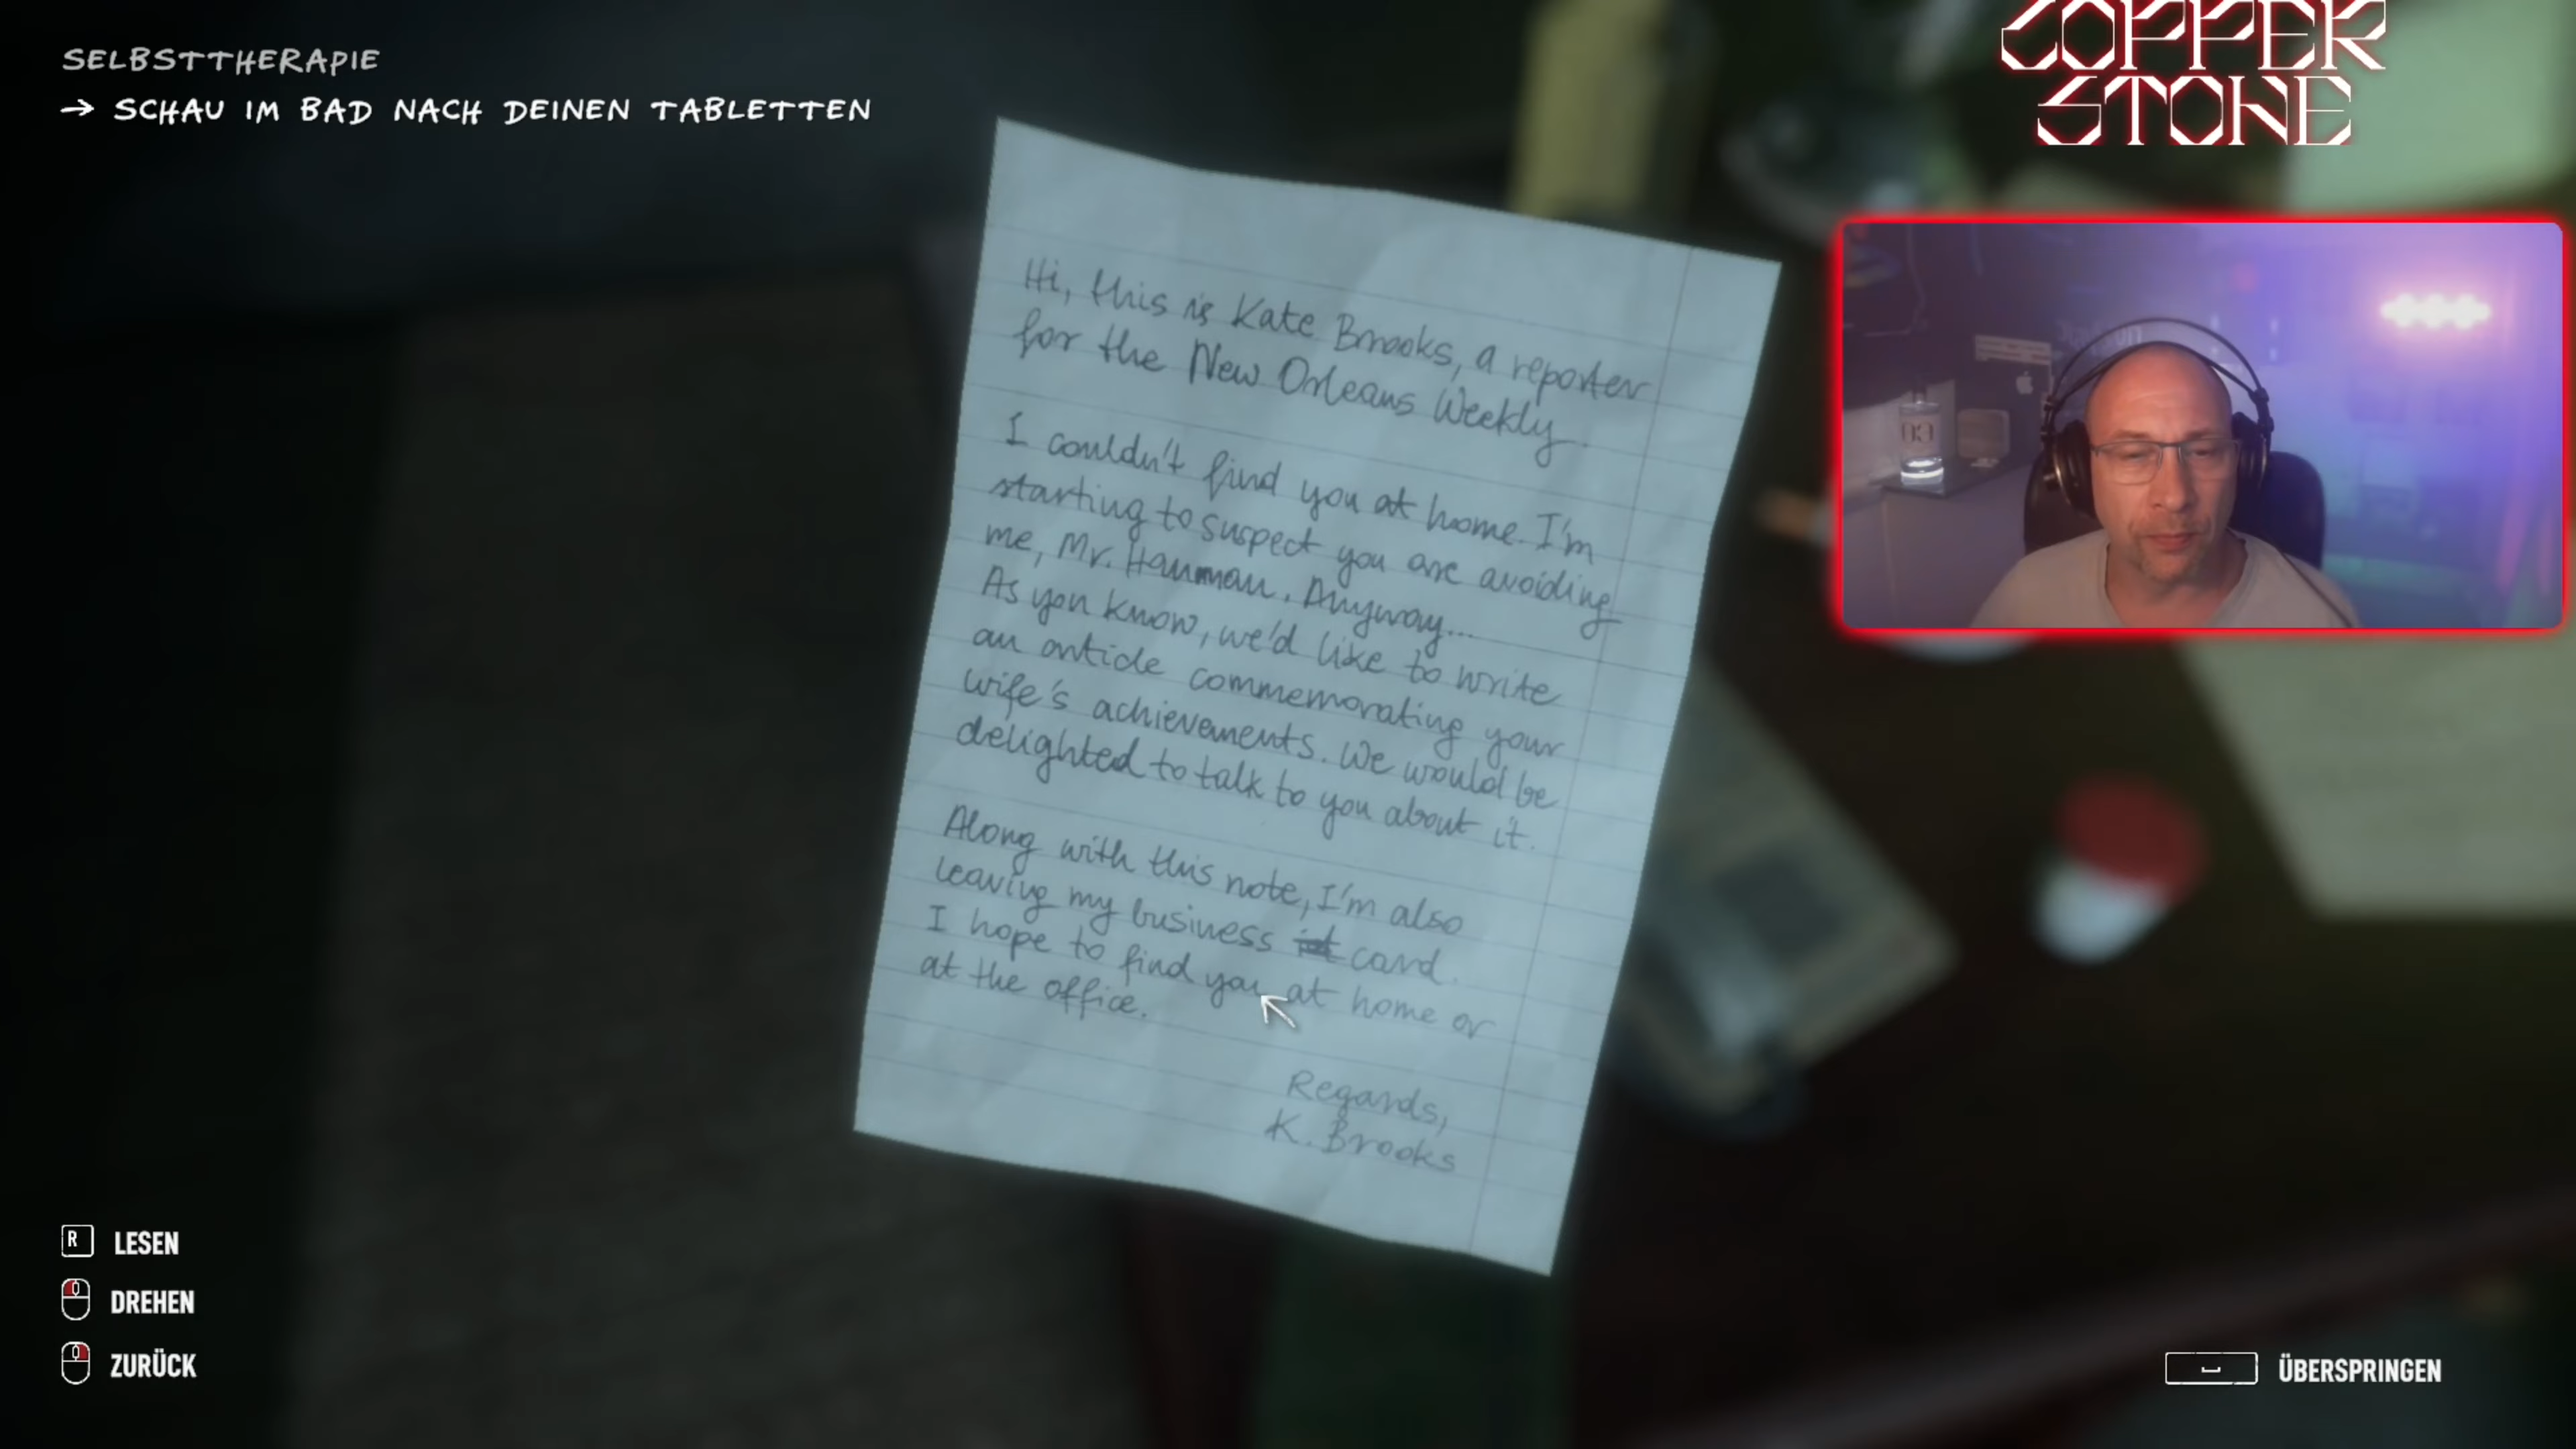 SELBSTTHERAPIE
→ SCHAU IM BAD NACH DEINEN TABLETTEN
COPPER
STONE
Hi, this is Kate Brooks, a reporter
for the New Orleans Weekly
I couldn't find you at home. I'm
starting to suspect you are avoiding
me, Mr. Hauman. Anyway...
As you know, we'd like to write
an article commemorating your
wife's achievements. We would be
delighted to talk to you about it.
Along with this note, I'm also
leaving my business card.
I hope to find you at home or
at the office.
Regards,
K. Brooks
R LESEN
DREHEN
ZURÜCK
ÜBERSPRINGEN